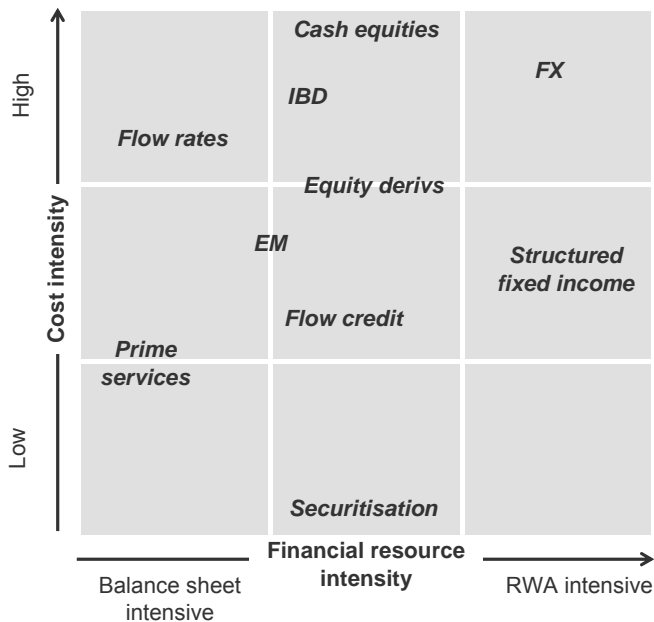 Cash equities
FX
High
IBD
Flow rates
Equity derivs
Cost intensity
EM
Structured
fixed income
Flow credit
Prime
services
Low
Securitisation
Financial resource
intensity
Balance sheet
intensive
RWA intensive